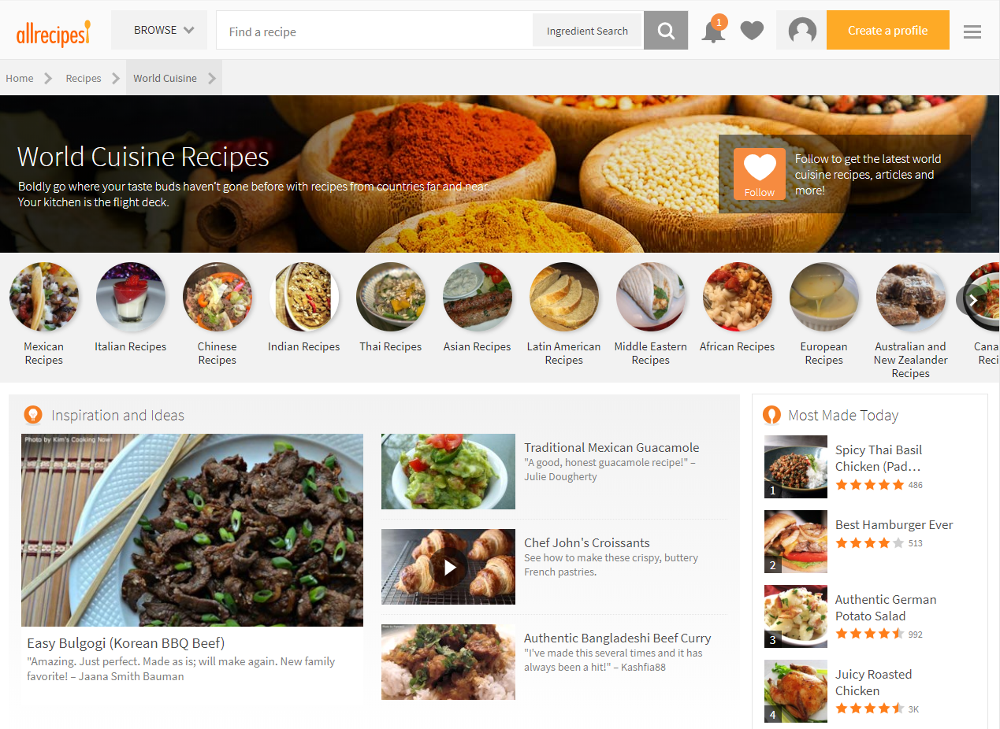 allrecipes
BROWSE
Find a recipe
Ingredient Search
1
Create a profile
Home
Recipes
World Cuisine
World Cuisine Recipes
Boldly go where your taste buds haven't gone before with recipes from countries far and near.
Your kitchen is the flight deck.
Follow
Follow to get the latest world
cuisine recipes, articles and
more!
Mexican
Recipes
Italian Recipes
Chinese
Recipes
Indian Recipes
Thai Recipes
Asian Recipes
Latin American
Recipes
Middle Eastern
Recipes
African Recipes
European
Recipes
Australian and
New Zealander
Recipes
Cana
Reci
Inspiration and Ideas
Photo by Kim's Cooking Now!
Easy Bulgogi (Korean BBQ Beef)
"Amazing. Just perfect. Made as is; will make again. New family
favorite! – Jaana Smith Bauman
Traditional Mexican Guacamole
"A good, honest guacamole recipe!" –
Julie Dougherty
Chef John's Croissants
See how to make these crispy, buttery
French pastries.
Authentic Bangladeshi Beef Curry
"I've made this several times and it has
always been a hit!" – Kashfia88
Most Made Today
1
Spicy Thai Basil
Chicken (Pad…
486
2
Best Hamburger Ever
513
3
Authentic German
Potato Salad
992
4
Juicy Roasted
Chicken
3K